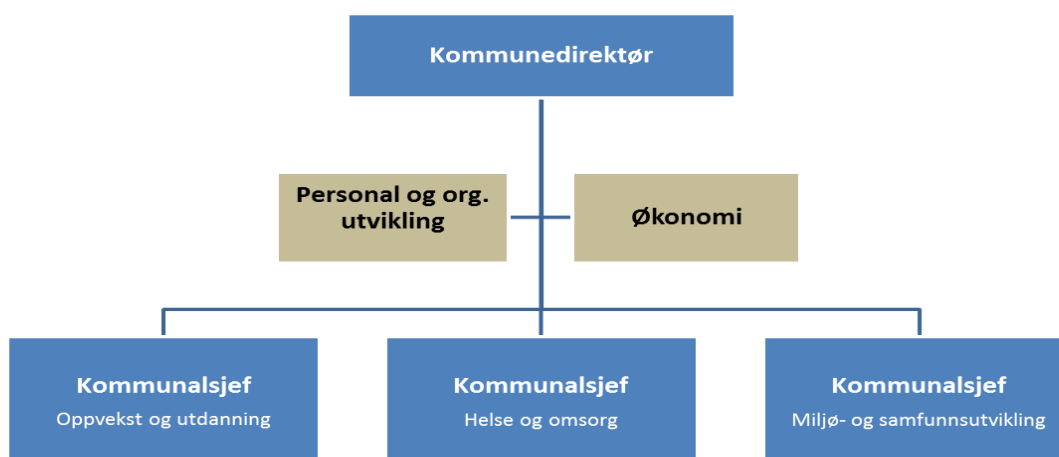 Kommunedirektør
Personal og org.
utvikling
Økonomi
Kommunalsjef
Oppvekst og utdanning
Kommunalsjef
Helse og omsorg
Kommunalsjef
Miljø- og samfunnsutvikling